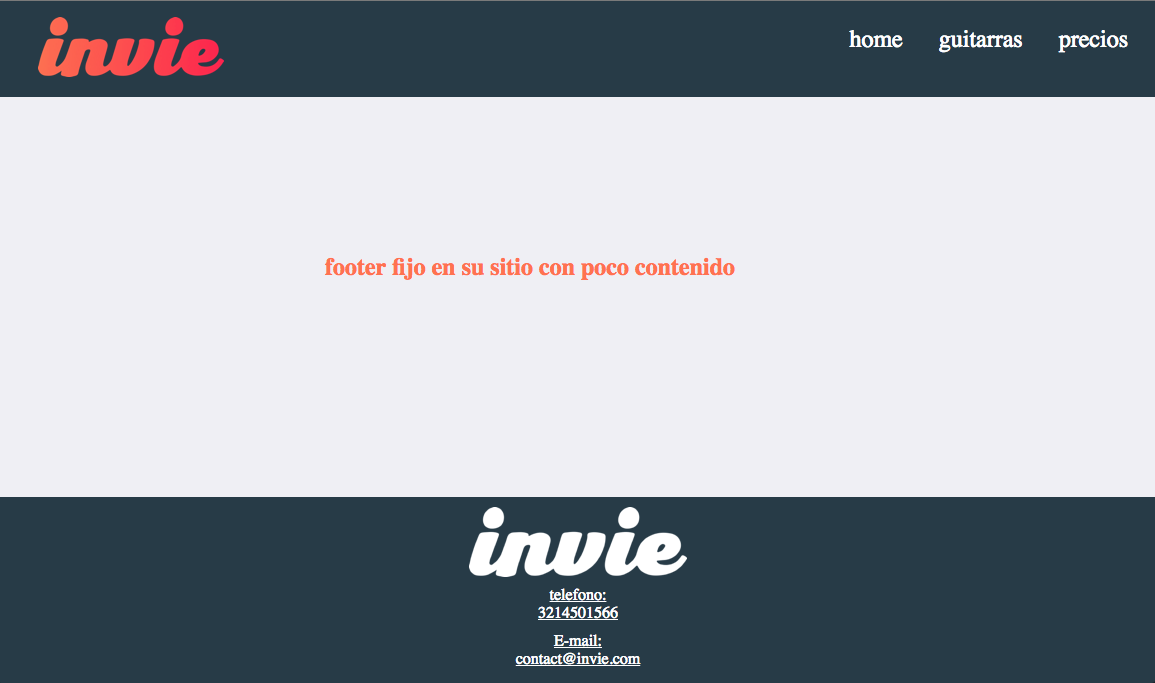 invie
home guitarras precios
footer fijo en su sitio con poco contenido
invie
telefono:
3214501566
E-mail:
contact@invie.com